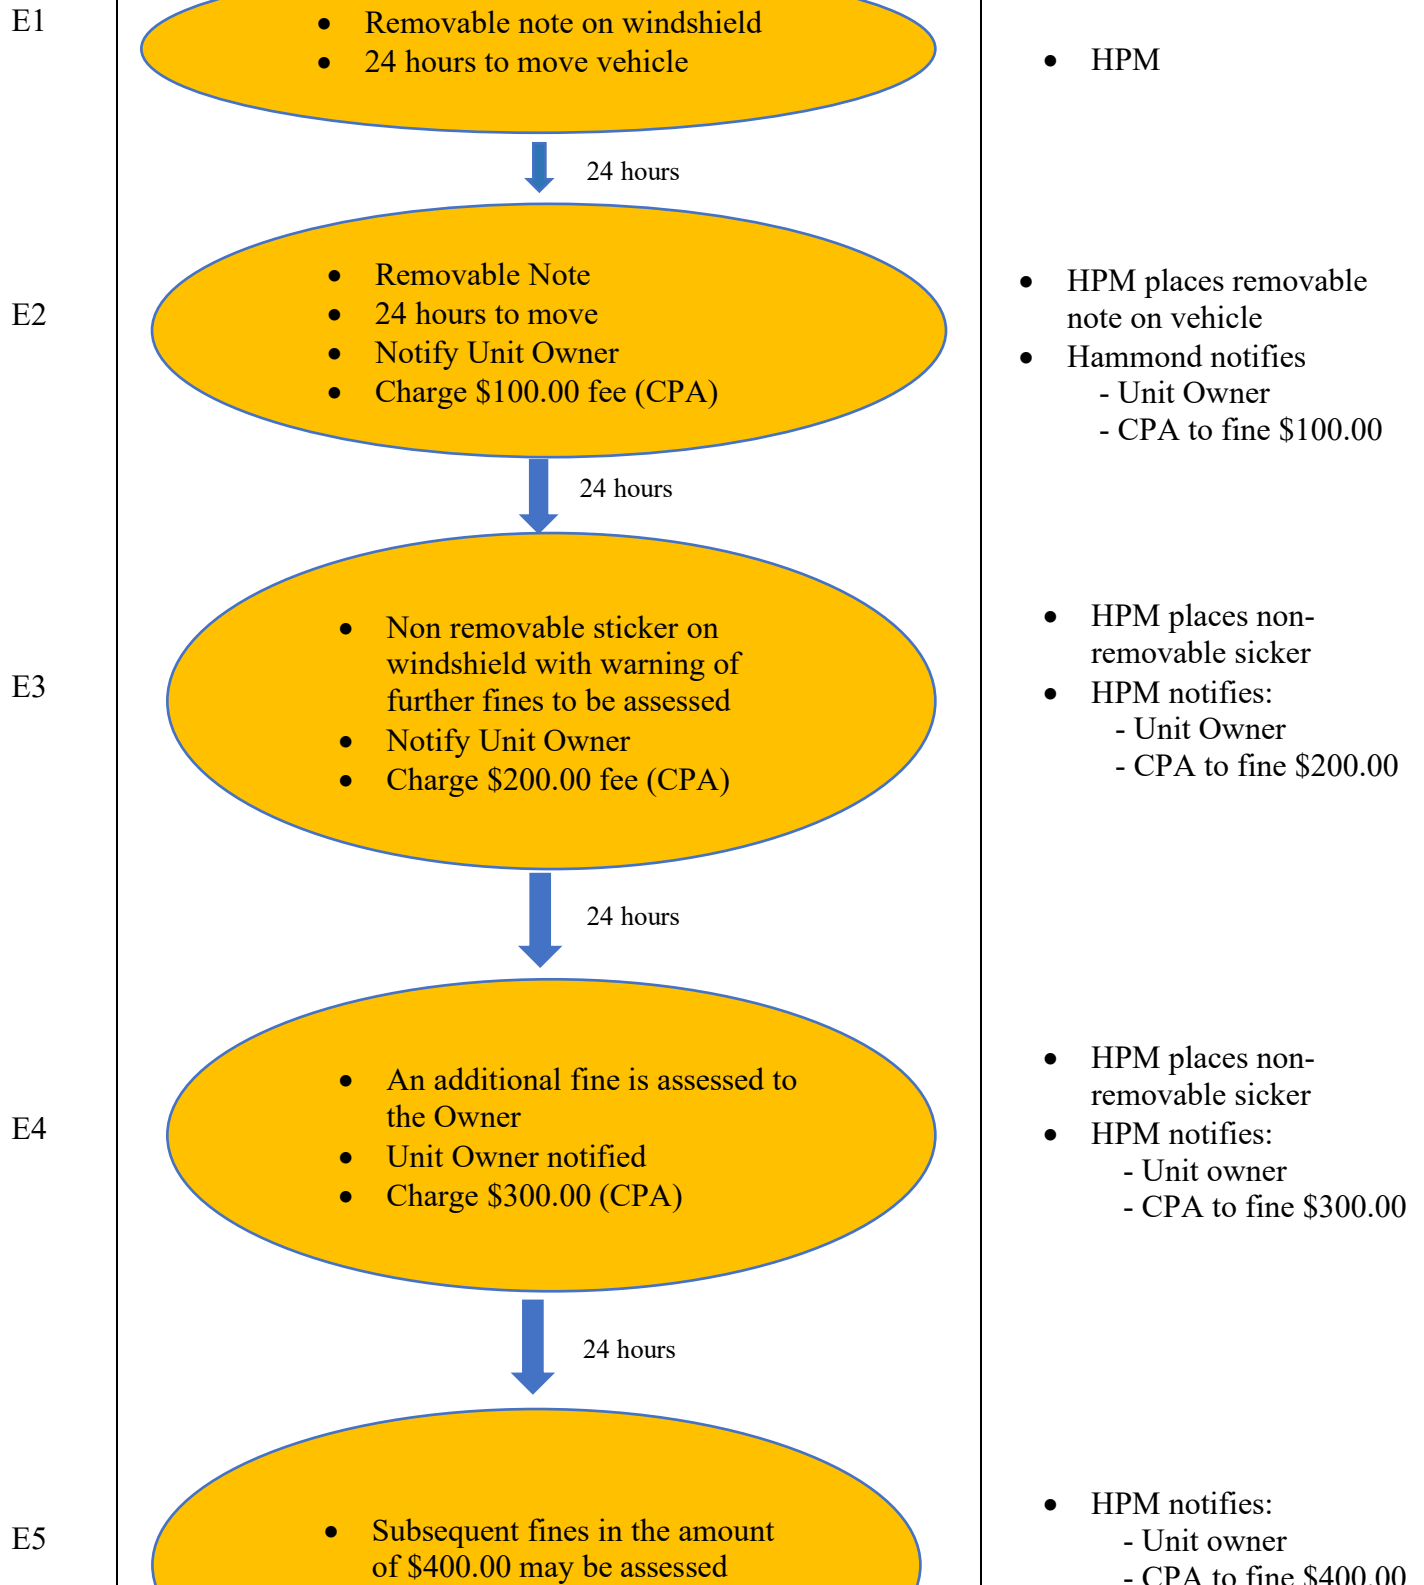 E1
• Removable note on windshield
• 24 hours to move vehicle
• HPM
24 hours
E2
• Removable Note
• 24 hours to move
• Notify Unit Owner
• Charge $100.00 fee (CPA)
• HPM places removable
note on vehicle
• Hammond notifies
- Unit Owner
- CPA to fine $100.00
24 hours
E3
• Non removable sticker on
windshield with warning of
further fines to be assessed
• Notify Unit Owner
• Charge $200.00 fee (CPA)
• HPM places non-
removable sicker
• HPM notifies:
- Unit Owner
- CPA to fine $200.00
24 hours
E4
• An additional fine is assessed to
the Owner
• Unit Owner notified
• Charge $300.00 (CPA)
• HPM places non-
removable sicker
• HPM notifies:
- Unit owner
- CPA to fine $300.00
24 hours
E5
• Subsequent fines in the amount
of $400.00 may be assessed
• HPM notifies:
- Unit owner
- CPA to fine $400.00